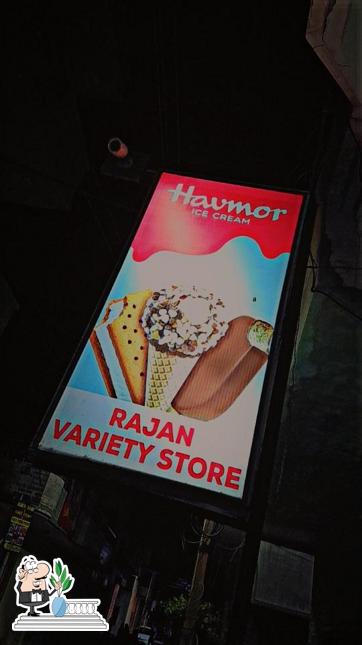 Havmor
ICE CREAM
RAJAN
VARIETY STORE